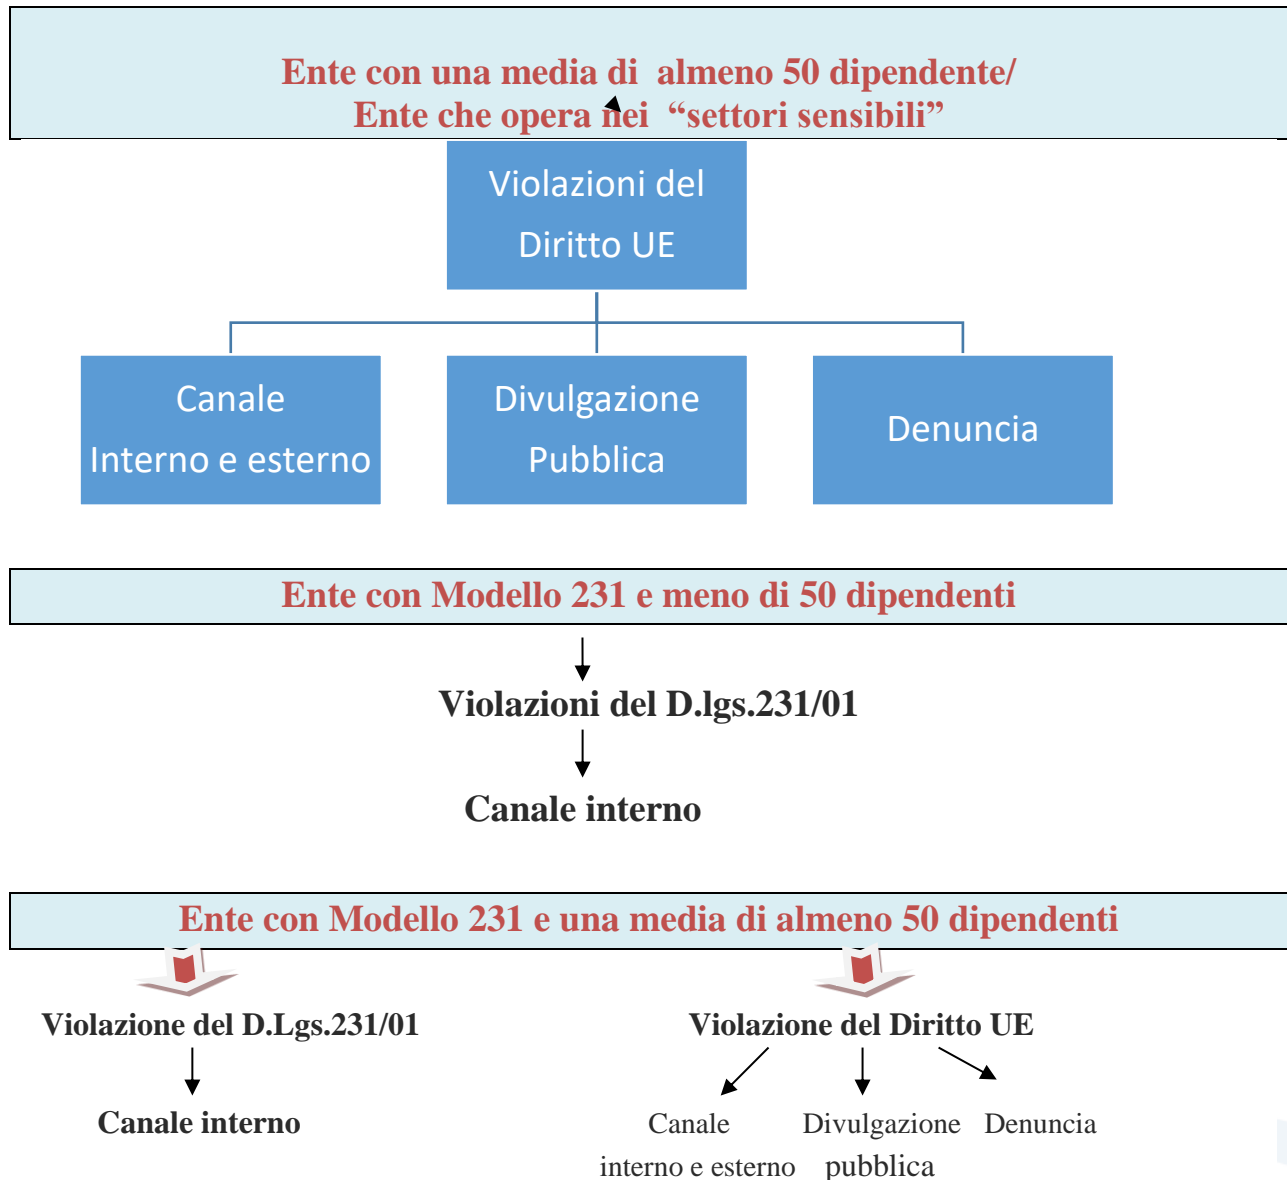 Ente con una media di almeno 50 dipendente/
Ente che opera nei “settori sensibili”
Violazioni del
Diritto UE
Canale
Interno e esterno
Divulgazione
Pubblica
Denuncia
Ente con Modello 231 e meno di 50 dipendenti
Violazioni del D.lgs.231/01
Canale interno
Ente con Modello 231 e una media di almeno 50 dipendenti
Violazione del D.Lgs.231/01
Canale interno
Violazione del Diritto UE
Canale
interno e esterno
Divulgazione
pubblica
Denuncia